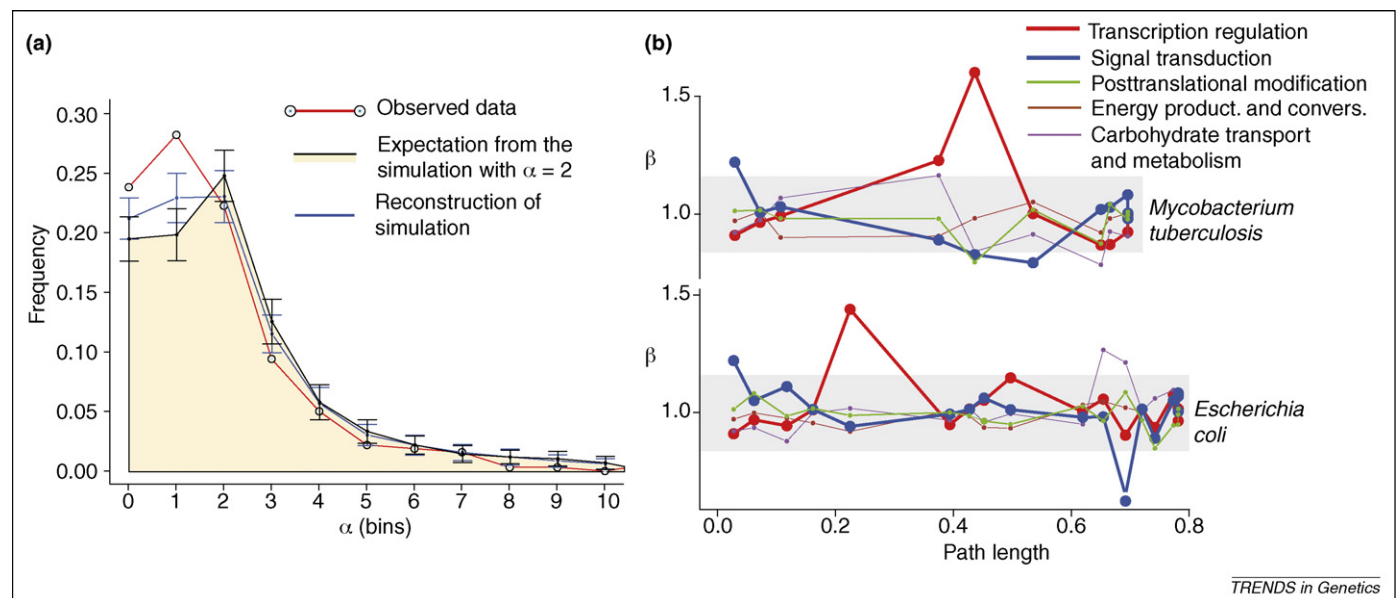 (a)
Observed data
Expectation from the
simulation with α = 2
Reconstruction of
simulation
Frequency
0.30
0.25
0.20
0.15
0.10
0.05
0.00
0 1 2 3 4 5 6 7 8 9 10
α (bins)
(b)
Transcription regulation
Signal transduction
Posttranslational modification
Energy product. and convers.
Carbohydrate transport
and metabolism
1.5
β
1.0
Mycobacterium
tuberculosis
1.5
β
1.0
Escherichia
coli
0.0 0.2 0.4 0.6 0.8
Path length
TRENDS in Genetics